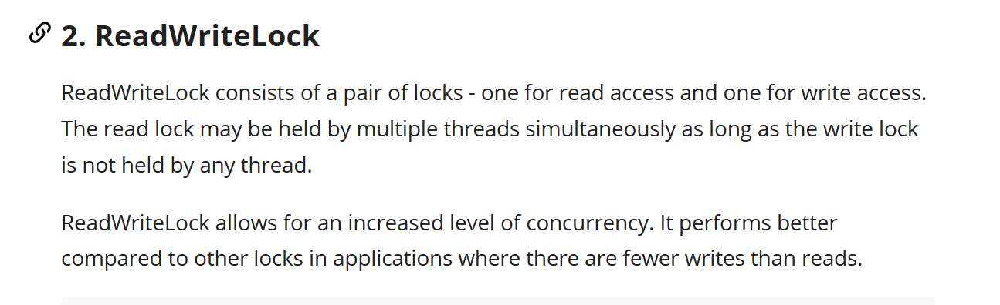 2. ReadWriteLock
ReadWriteLock consists of a pair of locks - one for read access and one for write access.
The read lock may be held by multiple threads simultaneously as long as the write lock
is not held by any thread.
ReadWriteLock allows for an increased level of concurrency. It performs better
compared to other locks in applications where there are fewer writes than reads.